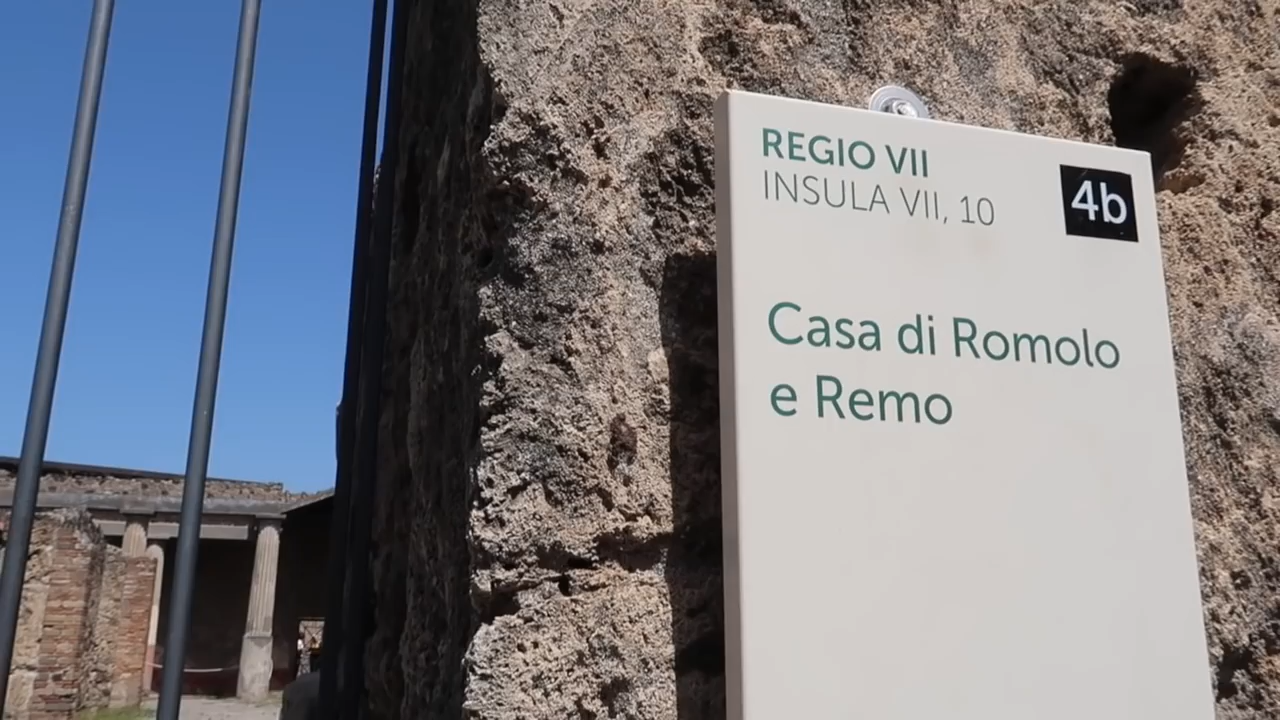 REGIO VII
INSULA VII, 10
4b
Casa di Romolo
e Remo